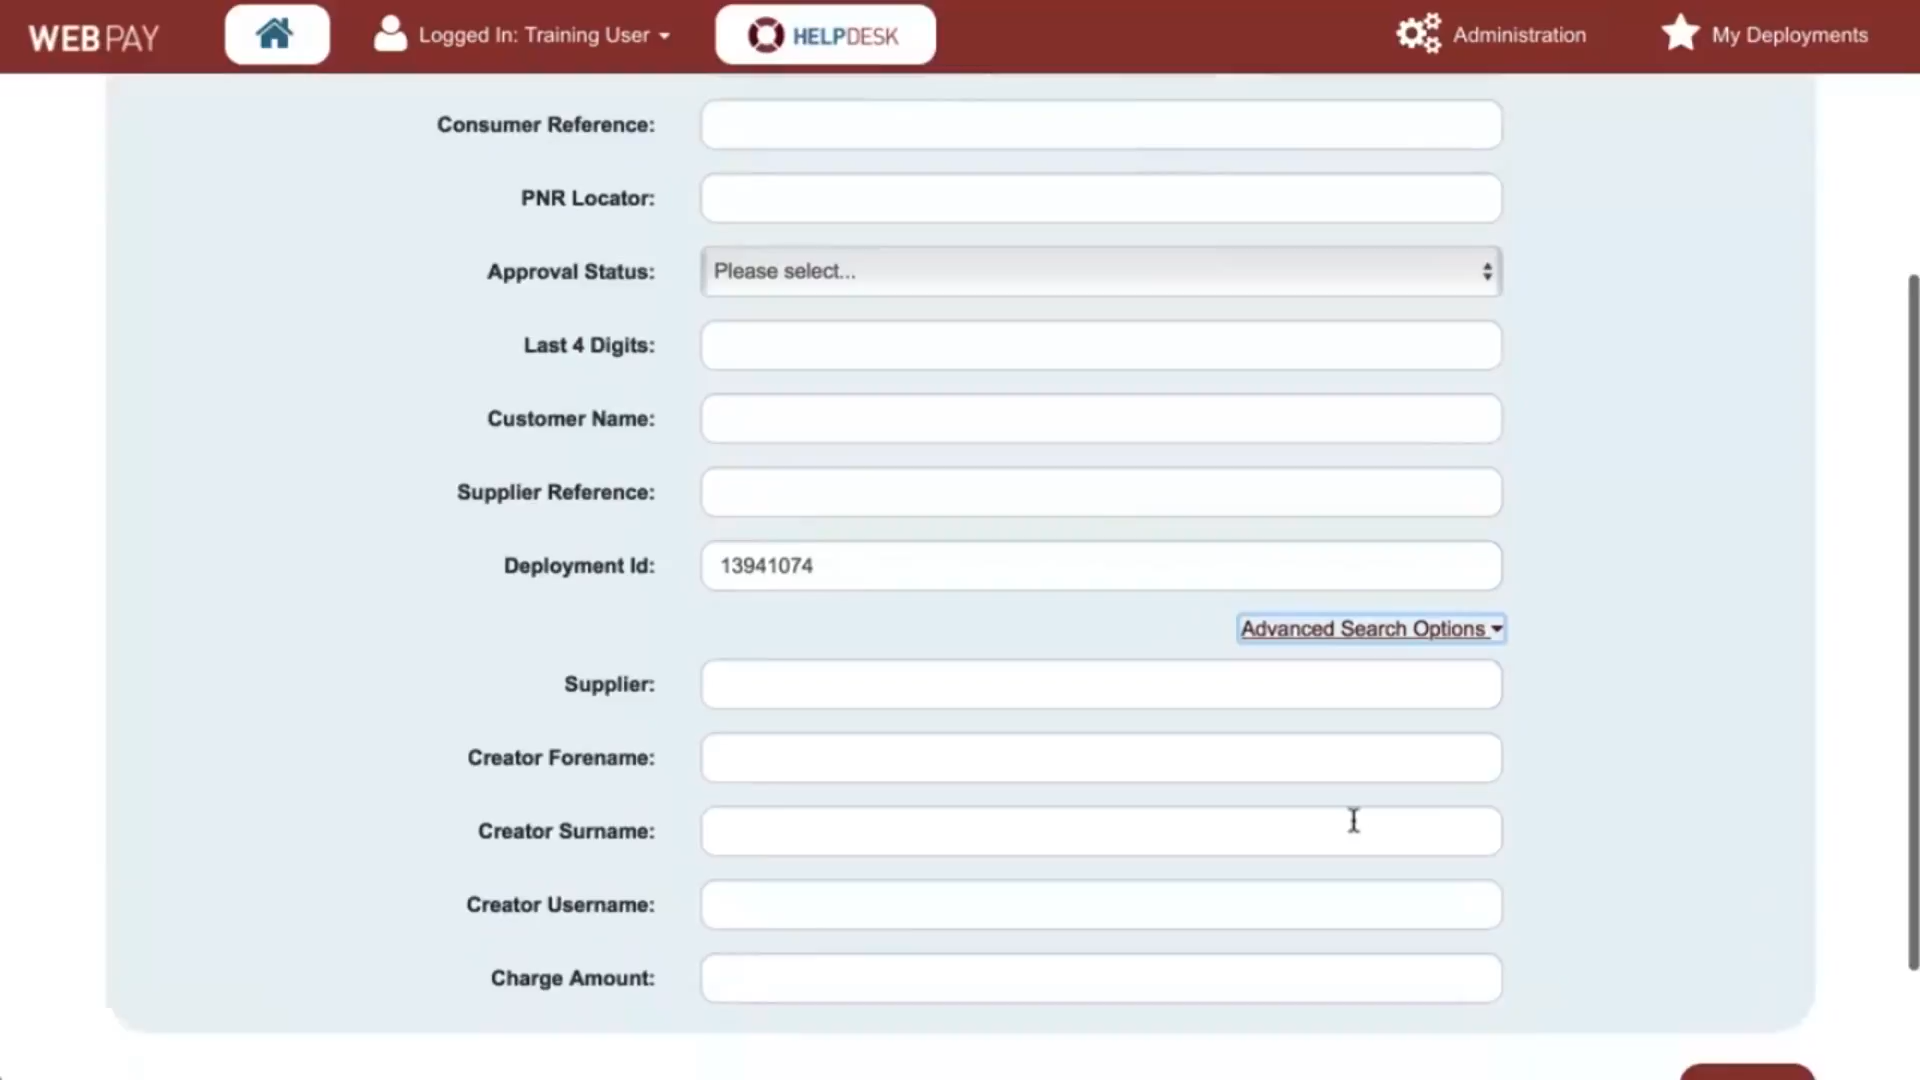 WEBPAY
Logged In: Training User
HELPDESK
Administration
My Deployments
Consumer Reference:
PNR Locator:
Approval Status: Please select...
Last 4 Digits:
Customer Name:
Supplier Reference:
Deployment Id: 13941074
Advanced Search Options
Supplier:
Creator Forename:
Creator Surname:
Creator Username:
Charge Amount: